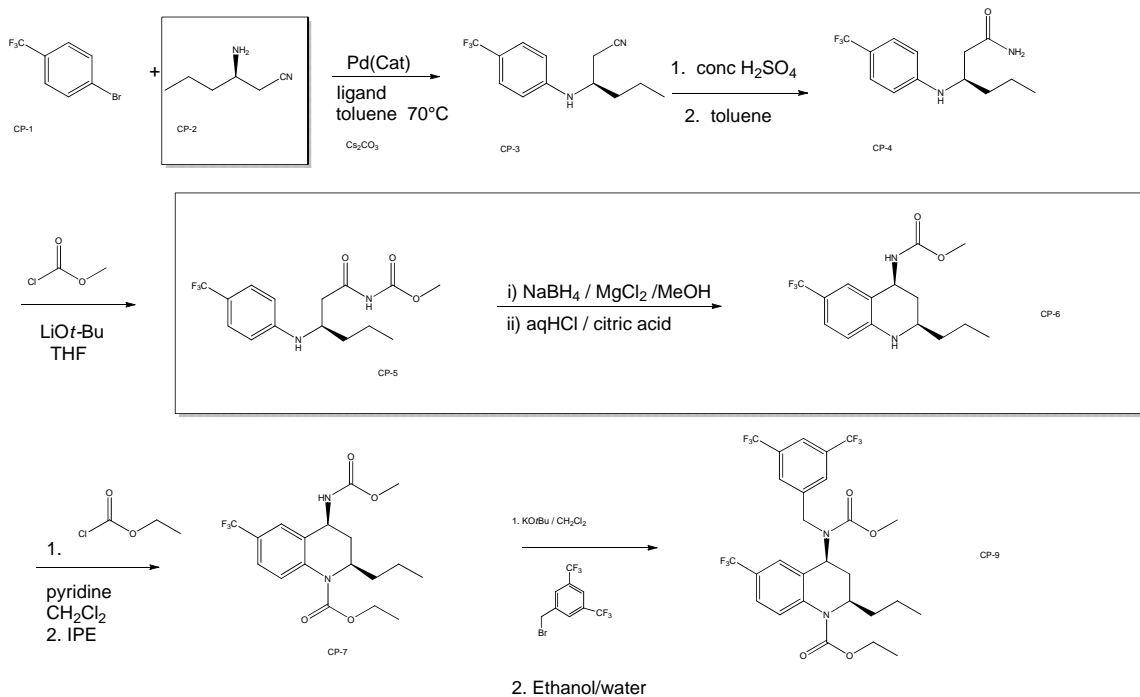 F₃C
Br
CP-1
+
NH₂
CN
CP-2
Pd(Cat)
ligand
toluene 70°C
Cs₂CO₃
F₃C
CN
N
H
CP-3
1. conc H₂SO₄
2. toluene
O
NH₂
F₃C
N
H
CP-4
O
Cl
O
LiOt-Bu
THF
O
O
NH
O
F₃C
N
H
CP-5
i) NaBH₄ / MgCl₂ /MeOH
ii) aqHCl / citric acid
O
HN
O
F₃C
N
H
CP-6
O
Cl
O
1.
pyridine
CH₂Cl₂
2. IPE
O
HN
O
F₃C
N
O
O
CP-7
1. KOtBu / CH₂Cl₂
CF₃
CF₃
Br
2. Ethanol/water
F₃C
CF₃
O
N
O
F₃C
N
O
O
CP-9